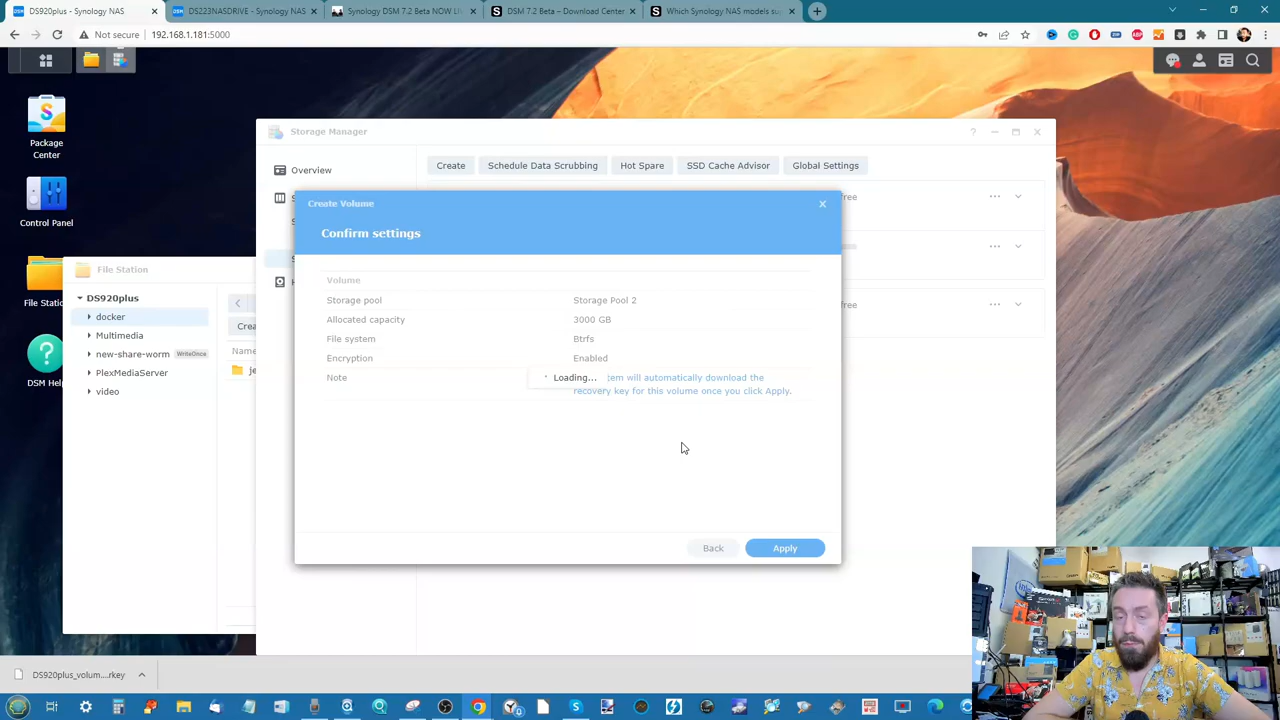 DS920plus - Synology NAS
DS223NASDRIVE - Synology NAS
Synology DSM 7.2 Beta NOW LI
DSM 7.2 Beta – Download Center
Which Synology NAS models su
Not secure
192.168.1.181:5000
Package
Center
Control Panel
File Stati
DSM Help
File Station
DS920plus
docker
Multimedia
new-share-worm
WriteOnce
PlexMediaServer
video
Crea
Name
je
Storage Manager
Overview
Create
Schedule Data Scrubbing
Hot Spare
SSD Cache Advisor
Global Settings
free
free
Create Volume
Confirm settings
Volume
Storage pool
Storage Pool 2
Allocated capacity
3000 GB
File system
Btrfs
Encryption
Enabled
Note
Loading...
tem will automatically download the
recovery key for this volume once you click Apply.
Back
Apply
DS920plus_volum....rkey